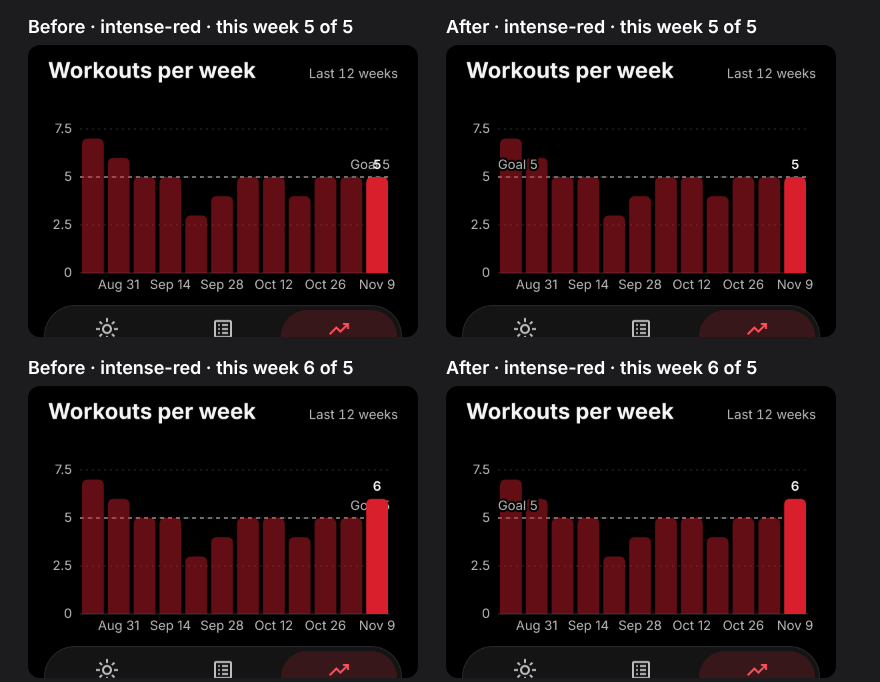 Before · intense-red · this week 5 of 5
Workouts per week
Last 12 weeks
7.5
Goal 5
5
5
2.5
0
Aug 31 Sep 14 Sep 28 Oct 12 Oct 26 Nov 9
After · intense-red · this week 5 of 5
Workouts per week
Last 12 weeks
7.5
Goal 5
5
5
2.5
0
Aug 31 Sep 14 Sep 28 Oct 12 Oct 26 Nov 9
Before · intense-red · this week 6 of 5
Workouts per week
Last 12 weeks
7.5
6
5
2.5
0
Aug 31 Sep 14 Sep 28 Oct 12 Oct 26 Nov 9
After · intense-red · this week 6 of 5
Workouts per week
Last 12 weeks
7.5
6
Goal 5
5
2.5
0
Aug 31 Sep 14 Sep 28 Oct 12 Oct 26 Nov 9